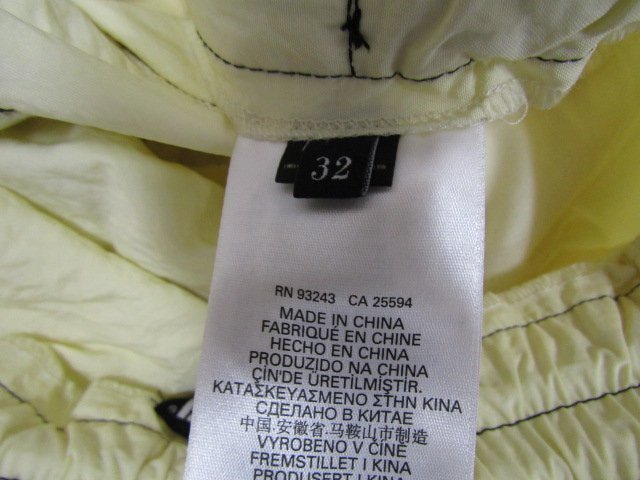 32
RN 93243 CA 25594
MADE IN CHINA
FABRIQUÉ EN CHINE
HECHO EN CHINA
PRODUZIDO NA CHINA
ÇİN'DE ÜRETİLMİŞTİR.
ΚΑΤΑΣΚΕΥΑΣΜΕΝΟ ΣΤΗΝ ΚΙΝΑ
СДЕЛАНО В КИТАЕ
中国.安徽省.马鞍山市制造
VYROBENO V ČÍNĚ
FREMSTILLET I KINA
PRODUSERT I KINA